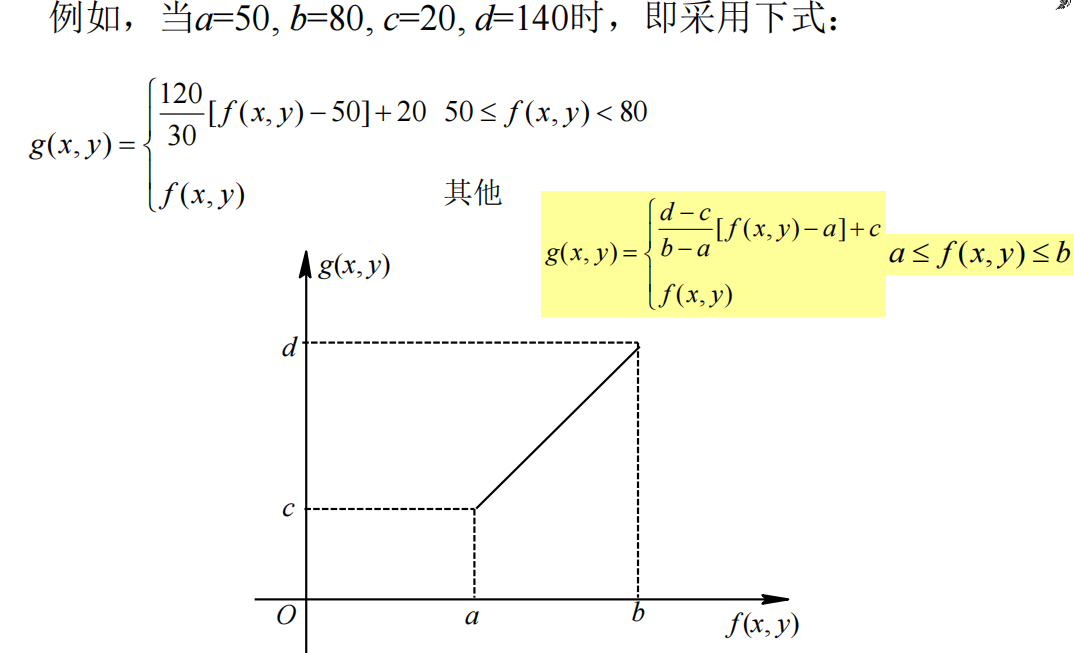 例如，当a=50, b=80, c=20, d=140时，即采用下式：
g(x, y) = { 120/30 [f(x, y) − 50] + 20   50 ≤ f(x, y) < 80
f(x, y)   其他
g(x, y) = { d − c / b − a [f(x, y) − a] + c   a ≤ f(x, y) ≤ b
f(x, y)
g(x, y)
d
c
O a b
f(x, y)